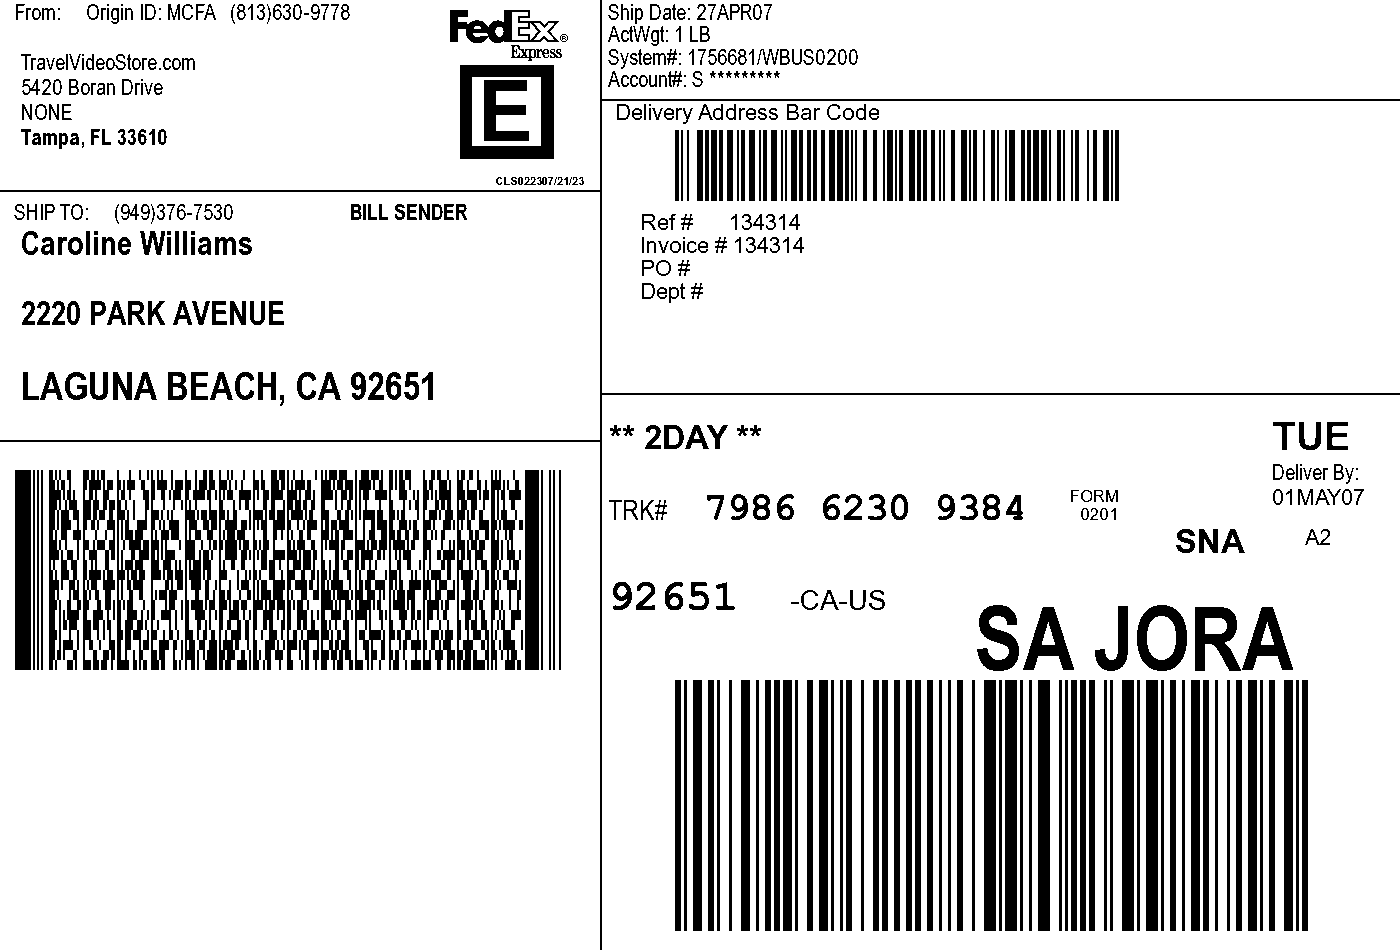 From: Origin ID: MCFA (813)630-9778
TravelVideoStore.com
5420 Boran Drive
NONE
Tampa, FL 33610
FedEx®
Express
E
CLS022307/21/23
SHIP TO: (949)376-7530 BILL SENDER
Caroline Williams
2220 PARK AVENUE
LAGUNA BEACH, CA 92651
Ship Date: 27APR07
ActWgt: 1 LB
System#: 1756681/WBUS0200
Account#: S *********
Delivery Address Bar Code
Ref # 134314
Invoice # 134314
PO #
Dept #
** 2DAY **
TUE
Deliver By:
01MAY07
TRK# 7986 6230 9384 FORM
0201
SNA A2
92651 -CA-US
SA JORA